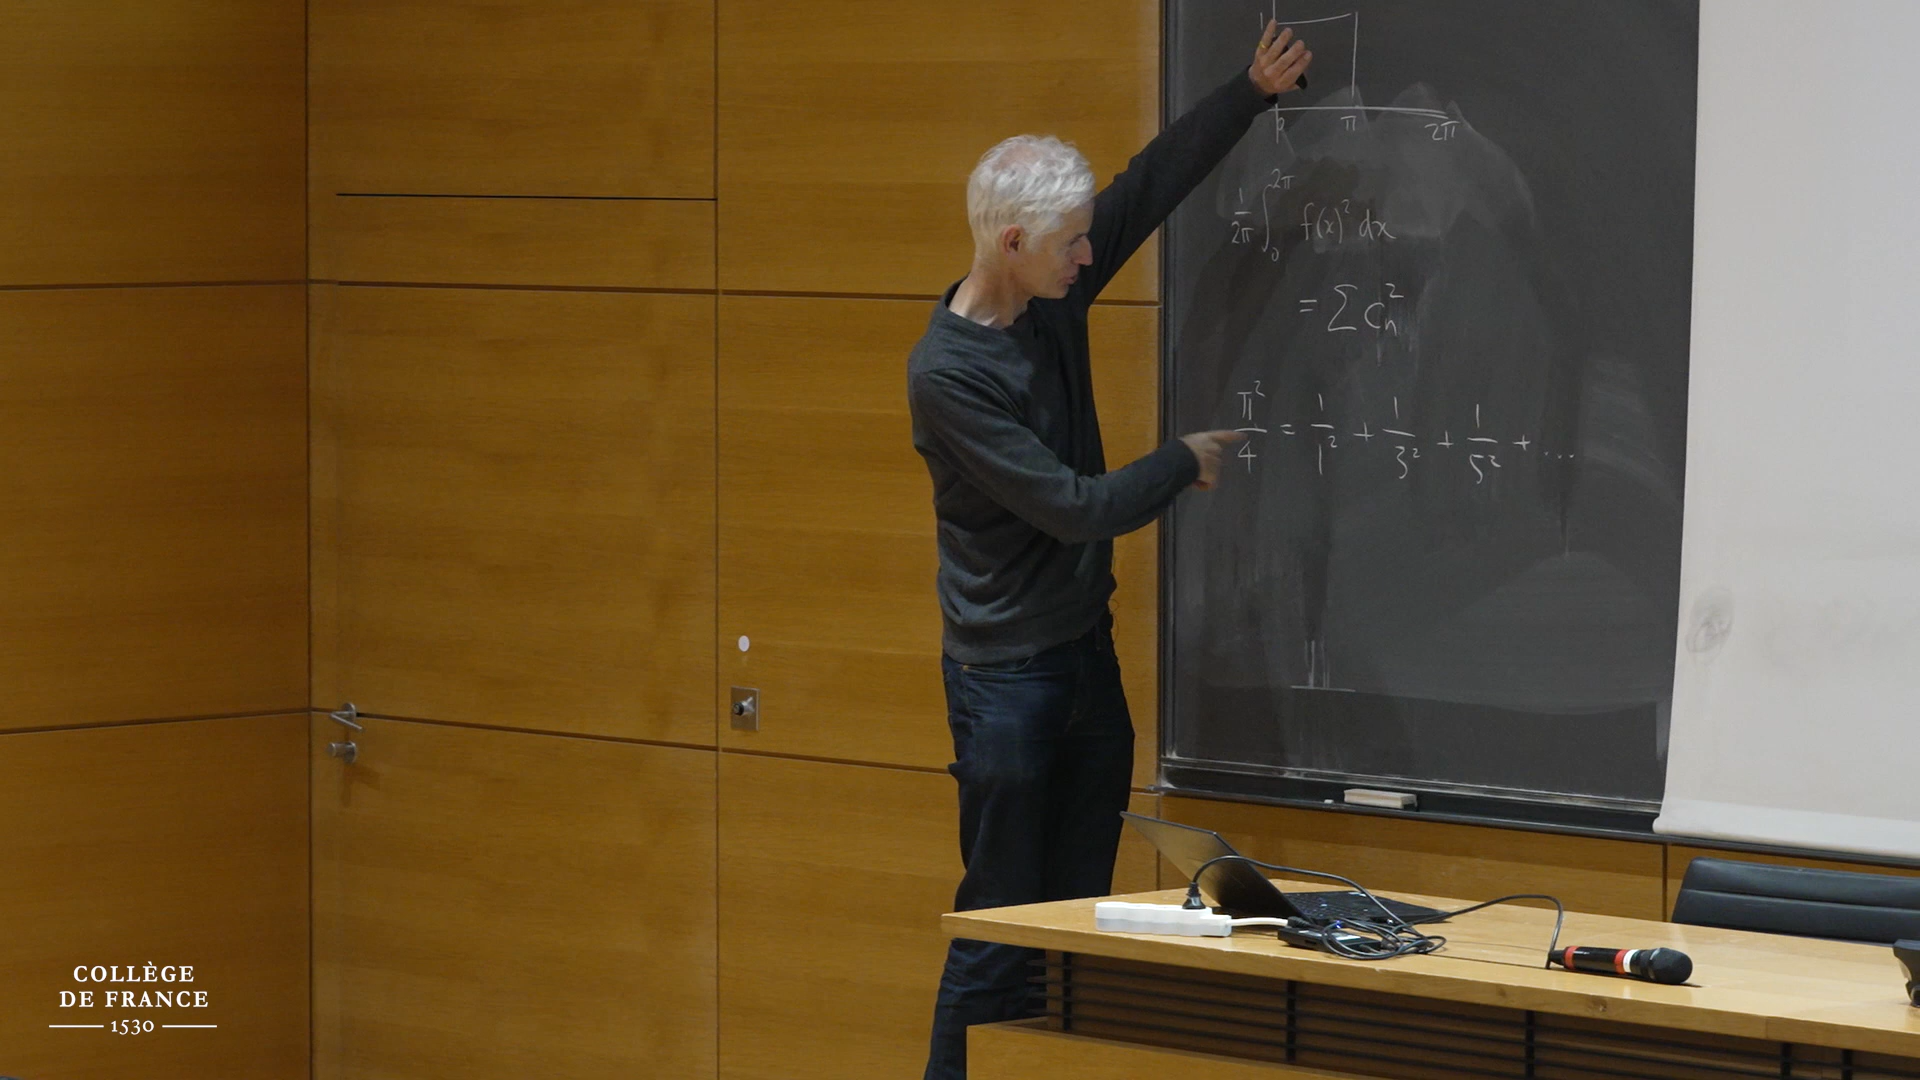 1
0 π 2π
1/2π ∫₀^2π f(x)² dx
= Σ cₙ²
π²/4 = 1/1² + 1/3² + 1/5² + ...
COLLÈGE
DE FRANCE
1530